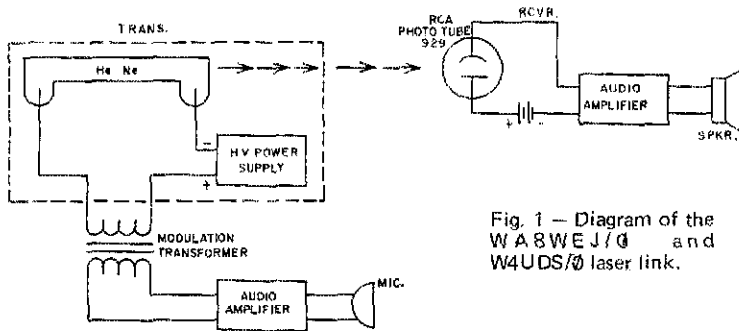 TRANS.
He Ne
−
H V POWER
SUPPLY
+
MODULATION
TRANSFORMER
AUDIO
AMPLIFIER
MIC.
RCA
PHOTO TUBE
929
RCVR.
+
-
AUDIO
AMPLIFIER
SPKR.
Fig. 1 — Diagram of the
WA8WEJ/Ø and
W4UDS/Ø laser link.